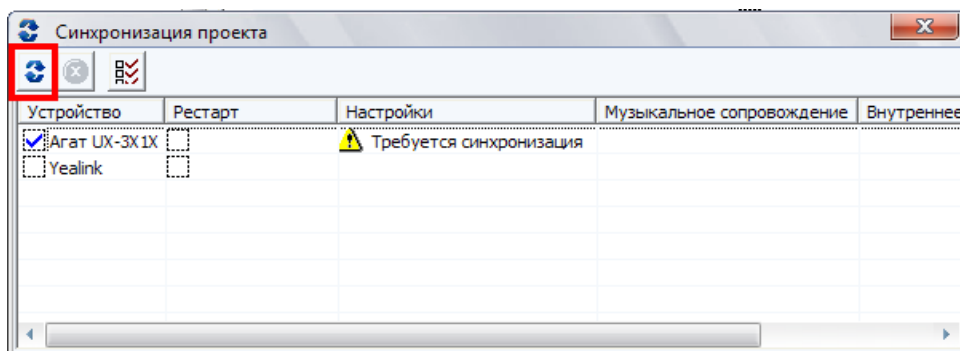 Синхронизация проекта
Устройство Рестарт Настройки Музыкальное сопровождение Внутреннее
Агат UX-3X1X Требуется синхронизация
Yealink